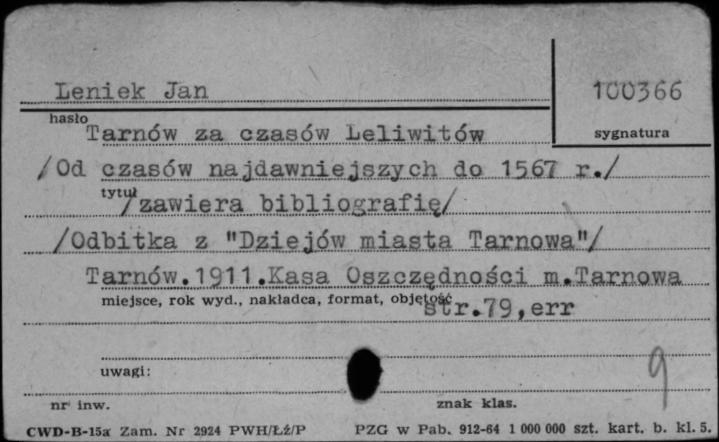 Leniek Jan
100366
hasło
sygnatura
Tarnów za czasów Leliwitów
/Od czasów najdawniejszych do 1567 r./
tytuł
/zawiera bibliografię/
/Odbitka z "Dziejów miasta Tarnowa"/
Tarnów.1911.Kasa Oszczędności m.Tarnowa
miejsce, rok wyd., nakładca, format, objętość
str.79,err
uwagi:
9
nr inw.
znak klas.
CWD-B-15a Zam. Nr 2924 PWH/Łź/P
PZG w Pab. 912-64 1 000 000 szt. kart. b. kl. 5.